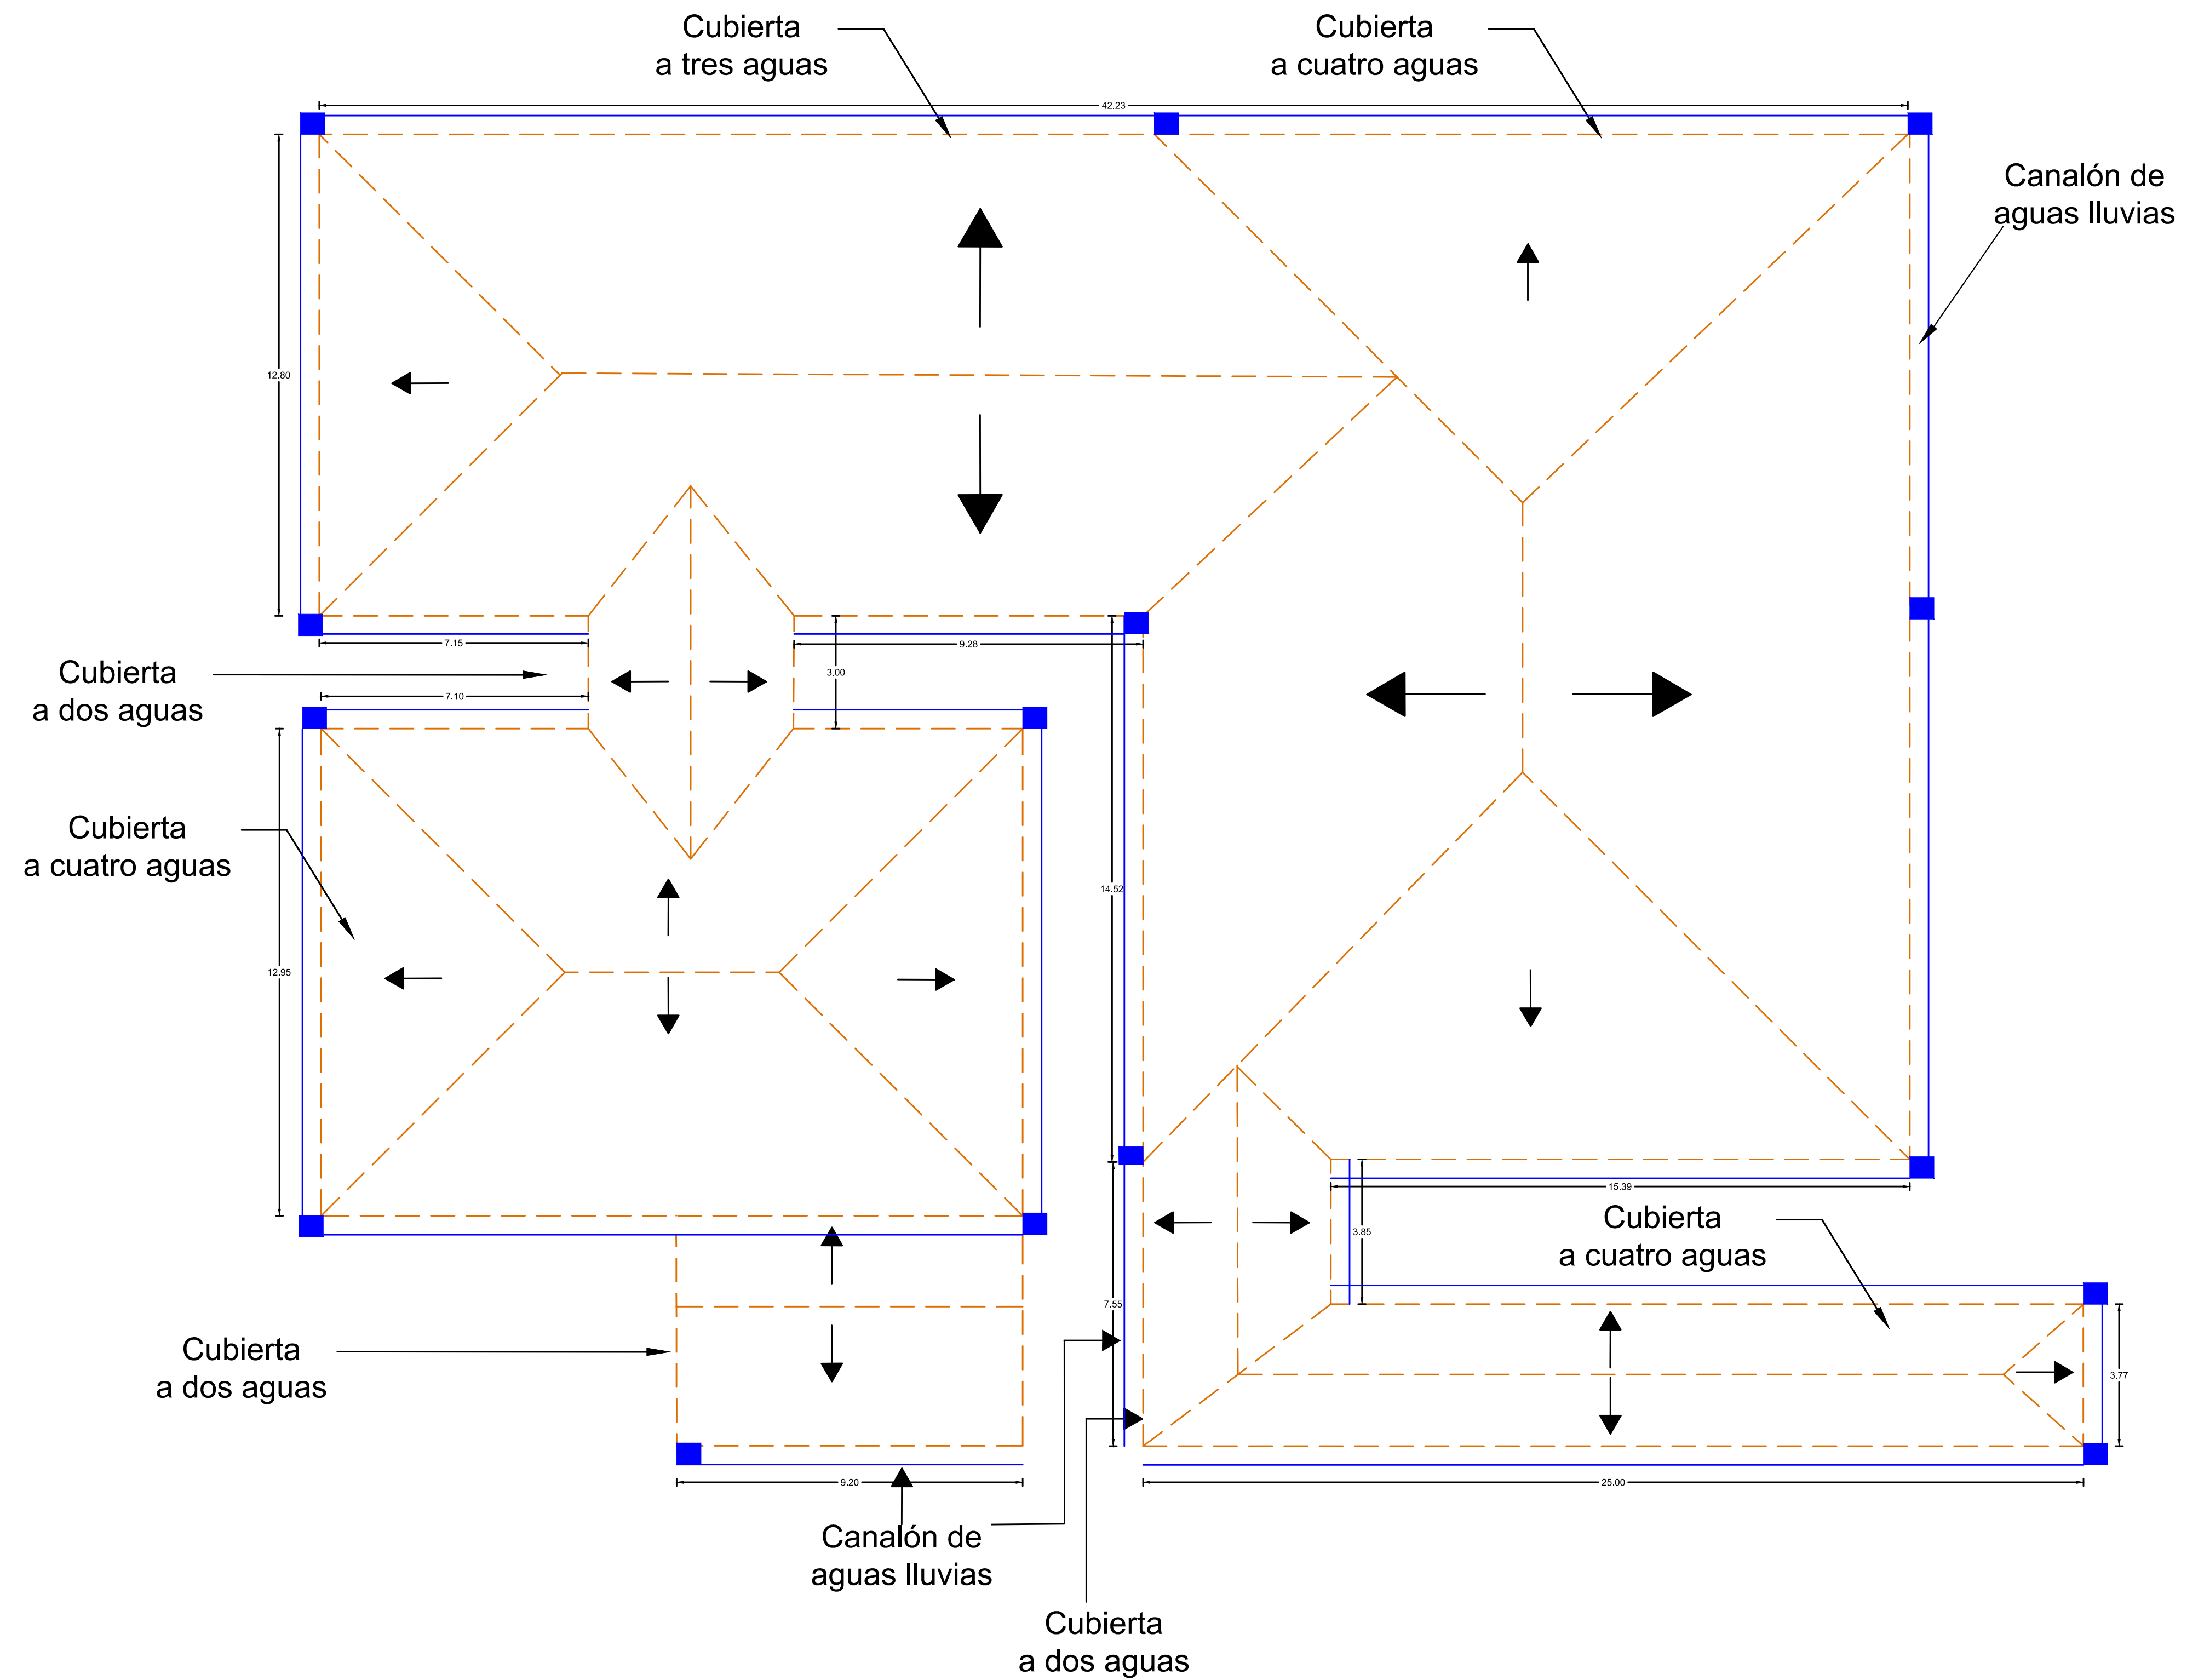 Cubierta
a tres aguas
Cubierta
a cuatro aguas
42.23
Canalón de
aguas lluvias
12.80
7.15
9.28
3.00
Cubierta
a dos aguas
7.10
Cubierta
a cuatro aguas
14.52
12.95
15.39
Cubierta
a cuatro aguas
3.85
7.55
Cubierta
a dos aguas
3.77
9.20
25.00
Canalón de
aguas lluvias
Cubierta
a dos aguas